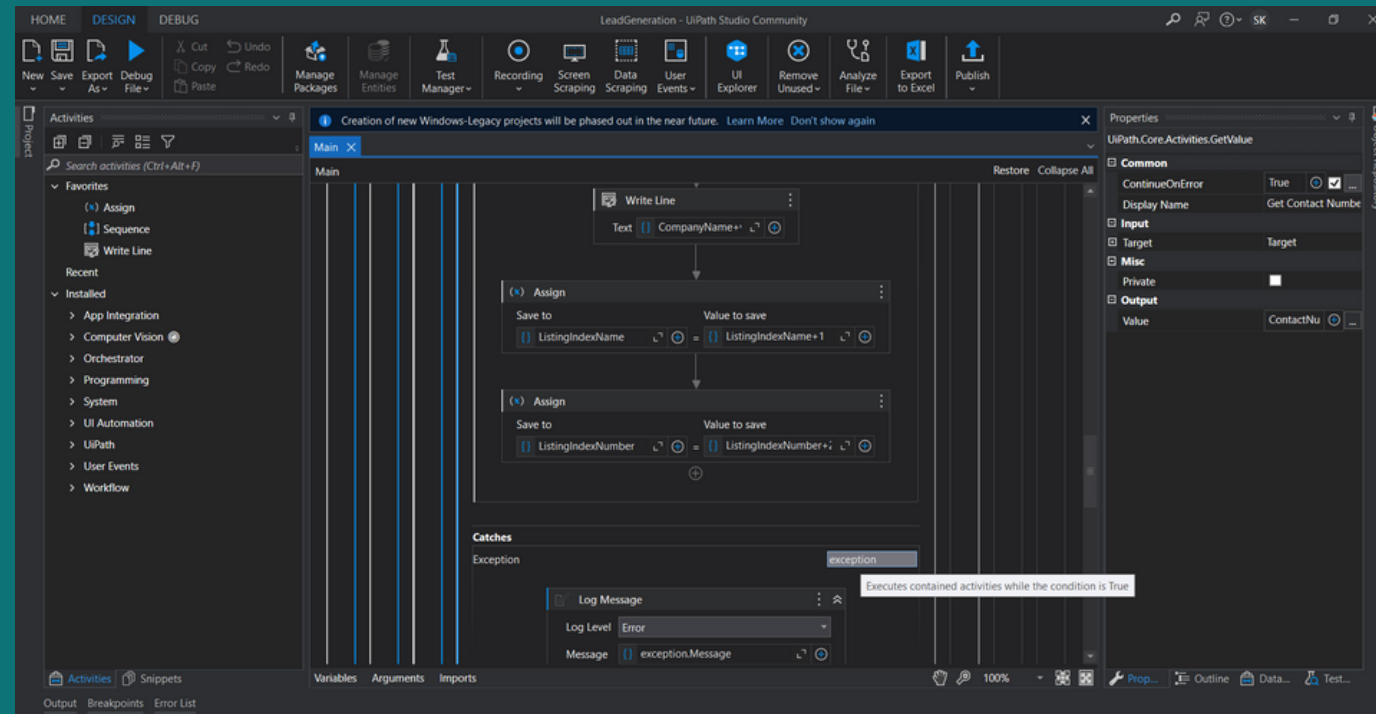 HOME DESIGN DEBUG
LeadGeneration - UiPath Studio Community
SK
New Save Export As Debug File
Cut Copy Paste
Undo Redo
Manage Packages
Manage Entities
Test Manager
Recording
Screen Scraping
Data Scraping
User Events
UI Explorer
Remove Unused
Analyze File
Export to Excel
Publish
Project
Activities
Search activities (Ctrl+Alt+F)
Favorites
Assign
Sequence
Write Line
Recent
Installed
App Integration
Computer Vision
Orchestrator
Programming
System
UI Automation
UiPath
User Events
Workflow
Activities Snippets
Creation of new Windows-Legacy projects will be phased out in the near future. Learn More Don't show again
Main
Main
Restore Collapse All
Write Line
Text CompanyName+
Assign
Save to Value to save
ListingIndexName = ListingIndexName+1
Assign
Save to Value to save
ListingIndexNumber = ListingIndexNumber+
Catches
Exception exception
Executes contained activities while the condition is True
Log Message
Log Level Error
Message exception.Message
Variables Arguments Imports
100%
Properties
UiPath.Core.Activities.GetValue
Common
ContinueOnError True
Display Name Get Contact Numbe
Input
Target Target
Misc
Private
Output
Value ContactNu
Prop... Outline Data... Test...
Output Breakpoints Error List